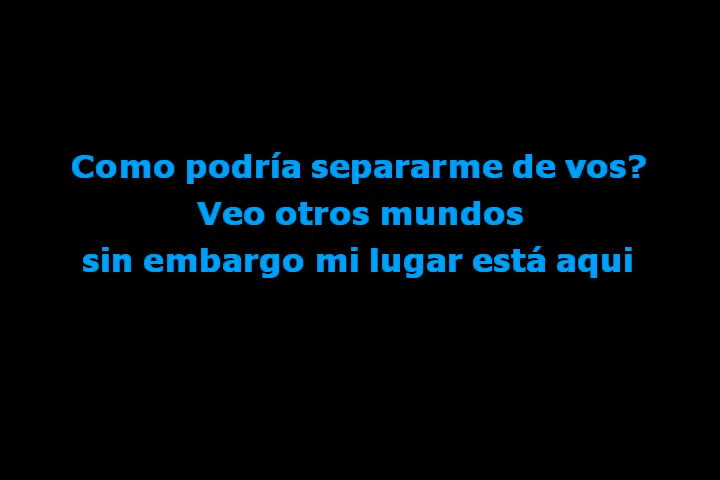 Como podría separarme de vos?
Veo otros mundos
sin embargo mi lugar está aqui